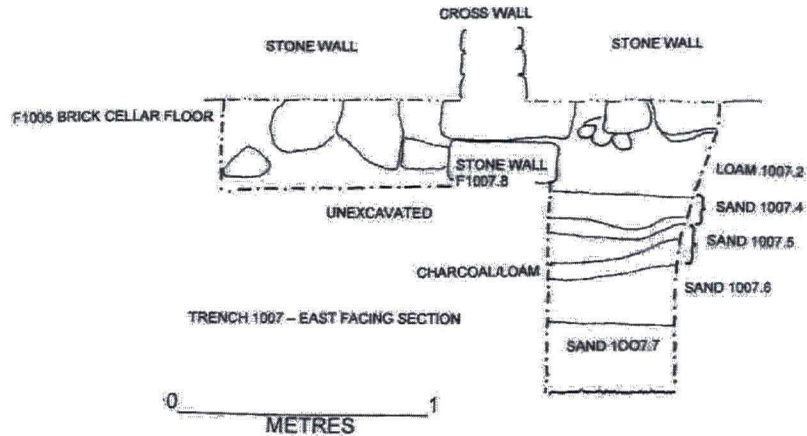 CROSS WALL
STONE WALL
STONE WALL
F1005 BRICK CELLAR FLOOR
STONE WALL
F1007.8
LOAM 1007.2
UNEXCAVATED
SAND 1007.4
SAND 1007.5
CHARCOAL/LOAM
SAND 1007.6
TRENCH 1007 – EAST FACING SECTION
SAND 1OO7.7
0
1
METRES